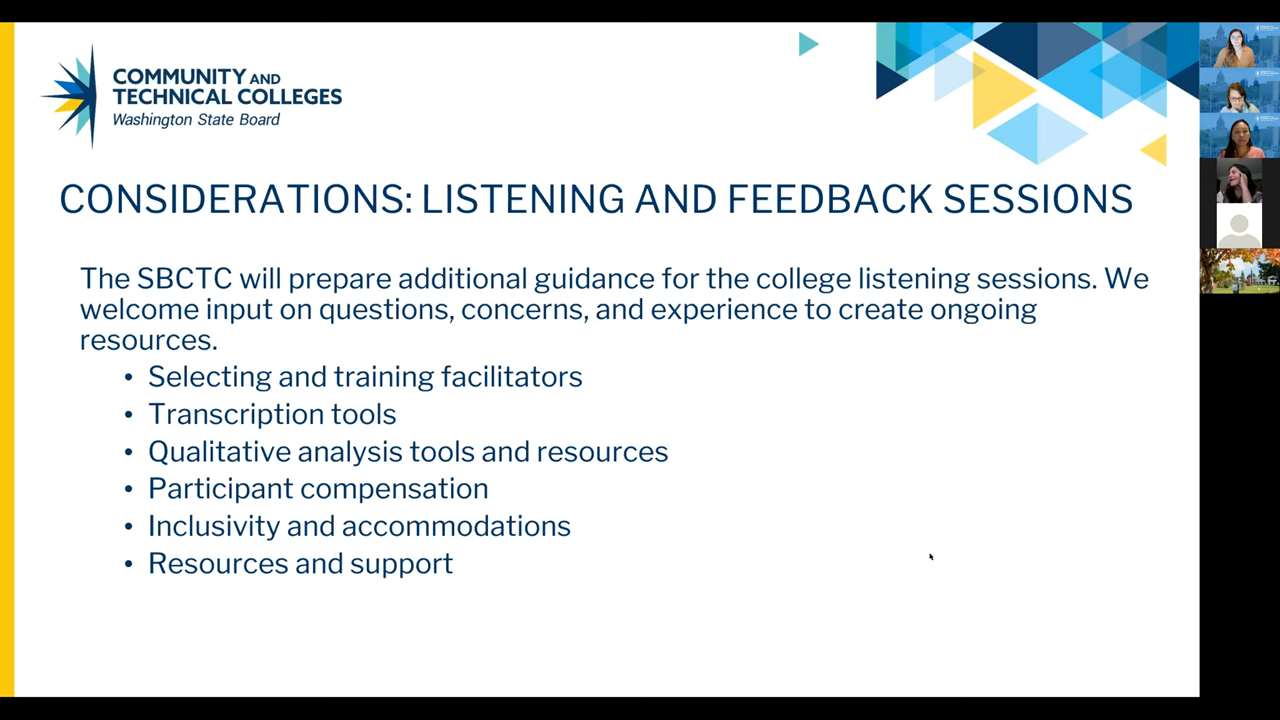 COMMUNITY AND
TECHNICAL COLLEGES
Washington State Board
CONSIDERATIONS: LISTENING AND FEEDBACK SESSIONS
The SBCTC will prepare additional guidance for the college listening sessions. We
welcome input on questions, concerns, and experience to create ongoing
resources.
• Selecting and training facilitators
• Transcription tools
• Qualitative analysis tools and resources
• Participant compensation
• Inclusivity and accommodations
• Resources and support